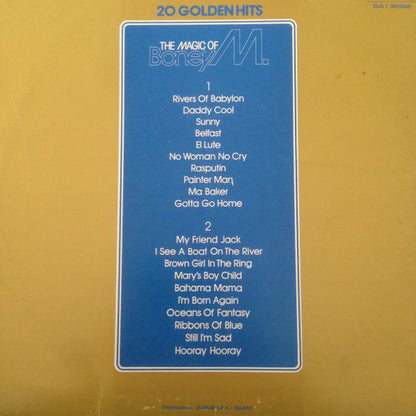 20 GOLDEN HITS
THE MAGIC OF
Boney M.
1
Rivers Of Babylon
Daddy Cool
Sunny
Belfast
El Lute
No Woman No Cry
Rasputin
Painter Man
Ma Baker
Gotta Go Home
2
My Friend Jack
I See A Boat On The River
Brown Girl In The Ring
Mary's Boy Child
Bahama Mama
I'm Born Again
Oceans Of Fantasy
Ribbons Of Blue
Still I'm Sad
Hooray Hooray